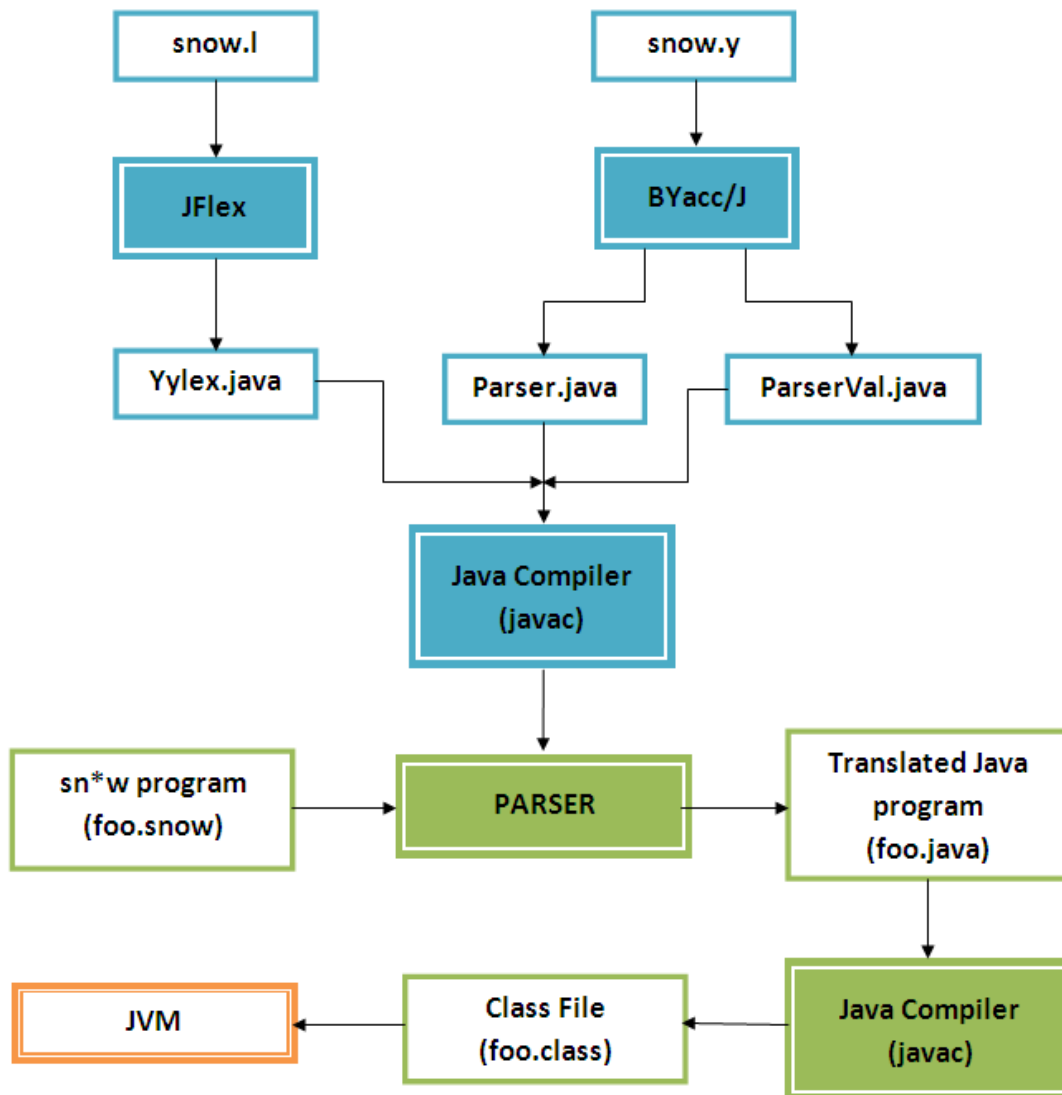 snow.l
snow.y
JFlex
BYacc/J
Yylex.java
Parser.java
ParserVal.java
Java Compiler
(javac)
sn*w program
(foo.snow)
PARSER
Translated Java
program
(foo.java)
JVM
Class File
(foo.class)
Java Compiler
(javac)